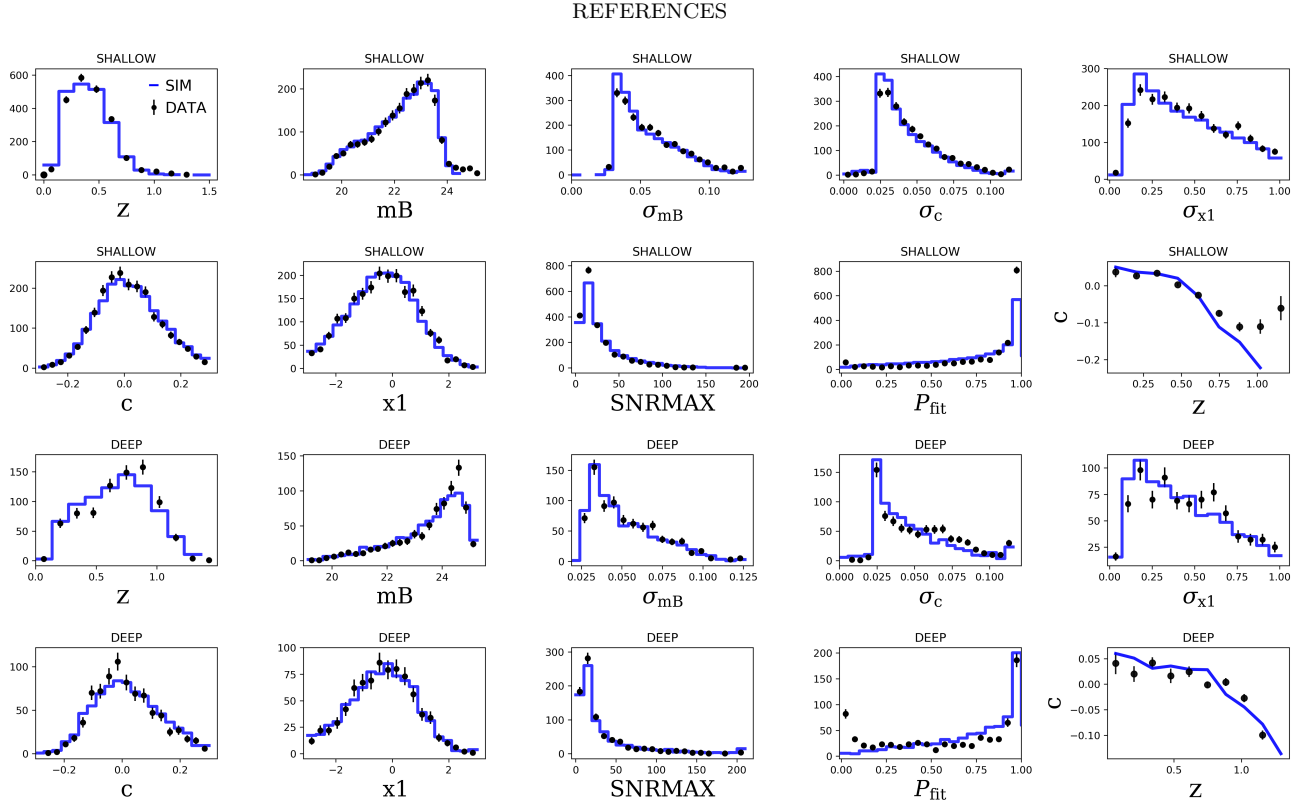 REFERENCES
SHALLOW SHALLOW SHALLOW SHALLOW SHALLOW
600 400 200 0
SIM
DATA
0.0 0.5 1.0 1.5
z
200 100 0
20 22 24
mB
400 300 200 100 0
0.00 0.05 0.10
σmB
400 300 200 100 0
0.000 0.025 0.050 0.075 0.100
σc
300 200 100 0
0.00 0.25 0.50 0.75 1.00
σx1
SHALLOW SHALLOW SHALLOW SHALLOW SHALLOW
200 100 0
−0.2 0.0 0.2
c
200 150 100 50 0
−2 0 2
x1
800 600 400 200 0
0 50 100 150 200
SNRMAX
800 600 400 200 0
0.00 0.25 0.50 0.75 1.00
Pfit
c
0.0 −0.1 −0.2
0.25 0.50 0.75 1.00
z
DEEP DEEP DEEP DEEP DEEP
150 100 50 0
0.0 0.5 1.0
z
150 100 50 0
20 22 24
mB
150 100 50 0
0.025 0.050 0.075 0.100 0.125
σmB
150 100 50 0
0.000 0.025 0.050 0.075 0.100
σc
100 75 50 25
0.00 0.25 0.50 0.75 1.00
σx1
DEEP DEEP DEEP DEEP DEEP
100 50 0
−0.2 0.0 0.2
c
100 75 50 25 0
−2 0 2
x1
300 200 100 0
0 50 100 150 200
SNRMAX
200 150 100 50 0
0.00 0.25 0.50 0.75 1.00
Pfit
c
0.05 0.00 −0.05 −0.10
0.5 1.0
z